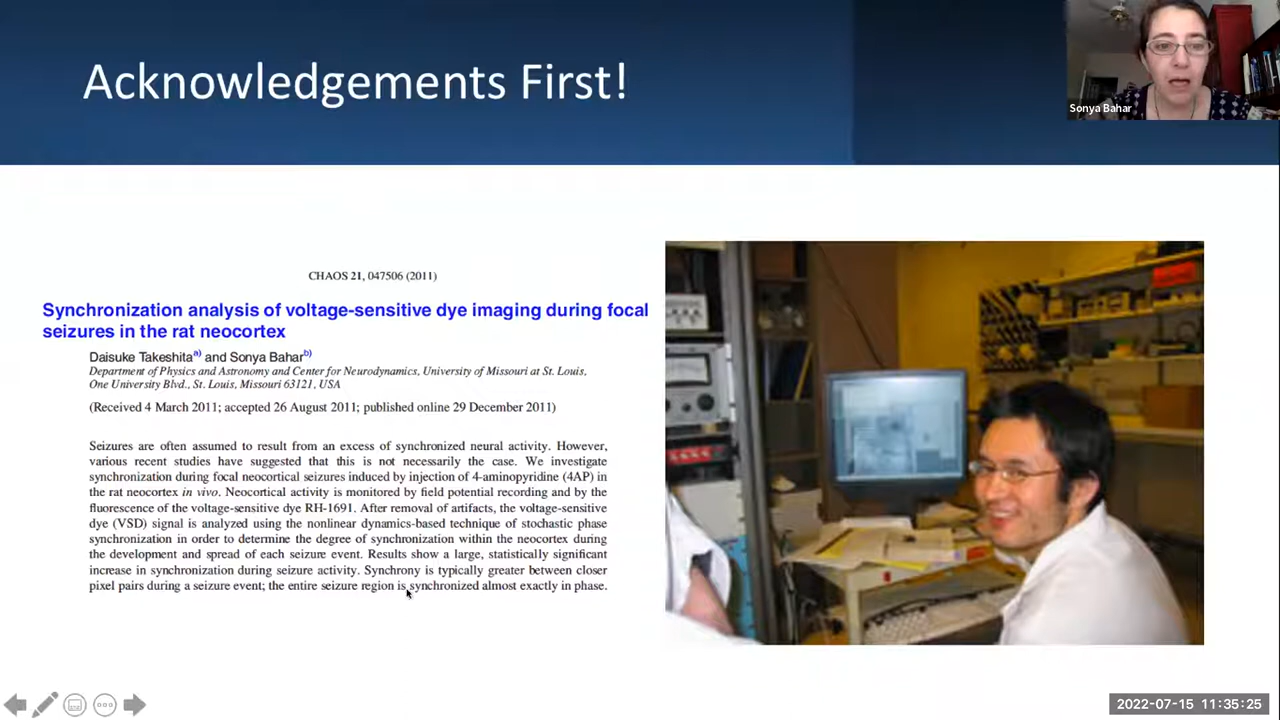 Acknowledgements First!
Sonya Bahar
CHAOS 21, 047506 (2011)
Synchronization analysis of voltage-sensitive dye imaging during focal
seizures in the rat neocortex
Daisuke Takeshita a) and Sonya Bahar b)
Department of Physics and Astronomy and Center for Neurodynamics, University of Missouri at St. Louis,
One University Blvd., St. Louis, Missouri 63121, USA
(Received 4 March 2011; accepted 26 August 2011; published online 29 December 2011)
Seizures are often assumed to result from an excess of synchronized neural activity. However,
various recent studies have suggested that this is not necessarily the case. We investigate
synchronization during focal neocortical seizures induced by injection of 4-aminopyridine (4AP) in
the rat neocortex in vivo. Neocortical activity is monitored by field potential recording and by the
fluorescence of the voltage-sensitive dye RH-1691. After removal of artifacts, the voltage-sensitive
dye (VSD) signal is analyzed using the nonlinear dynamics-based technique of stochastic phase
synchronization in order to determine the degree of synchronization within the neocortex during
the development and spread of each seizure event. Results show a large, statistically significant
increase in synchronization during seizure activity. Synchrony is typically greater between closer
pixel pairs during a seizure event; the entire seizure region is synchronized almost exactly in phase.
2022-07-15 11:35:25